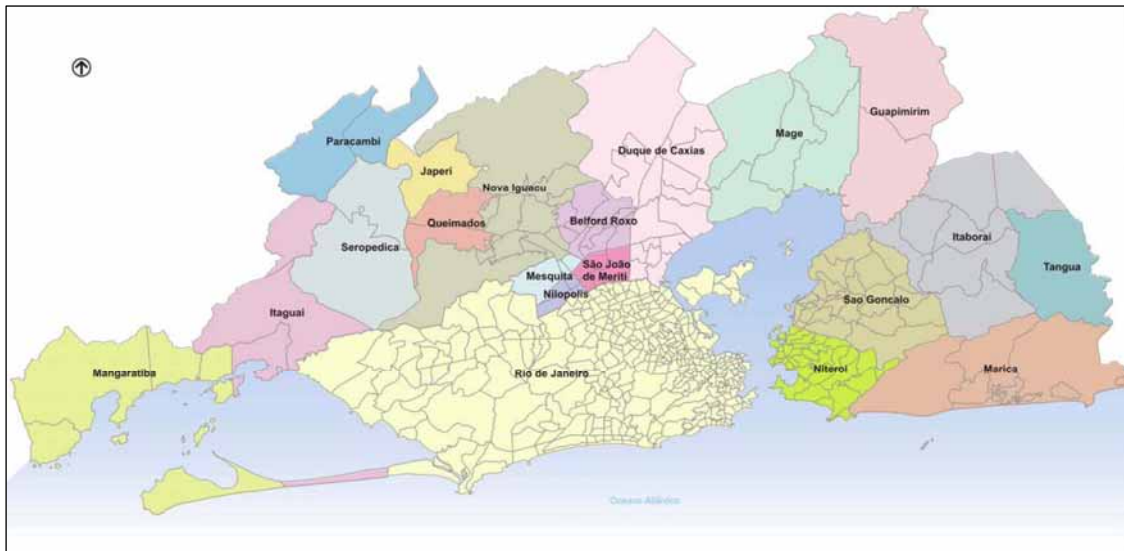 Guapimirim
Mage
Paracambi
Duque de Caxias
Japeri
Nova Iguacu
Queimados
Belford Roxo
Itaborai
Seropedica
São João
de Meriti
Tangua
Mesquita
Nilopolis
Sao Goncalo
Itaguai
Mangaratiba
Rio de Janeiro
Niteroi
Marica
Oceano Atlântico